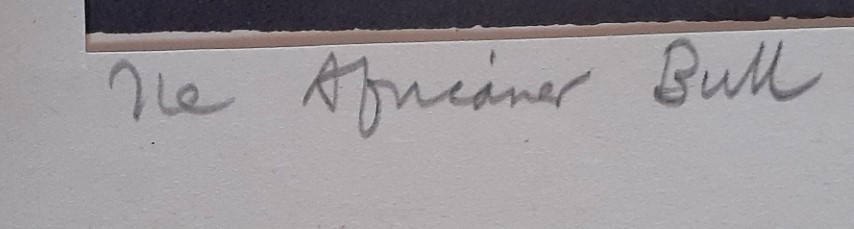 The Africaner Bull